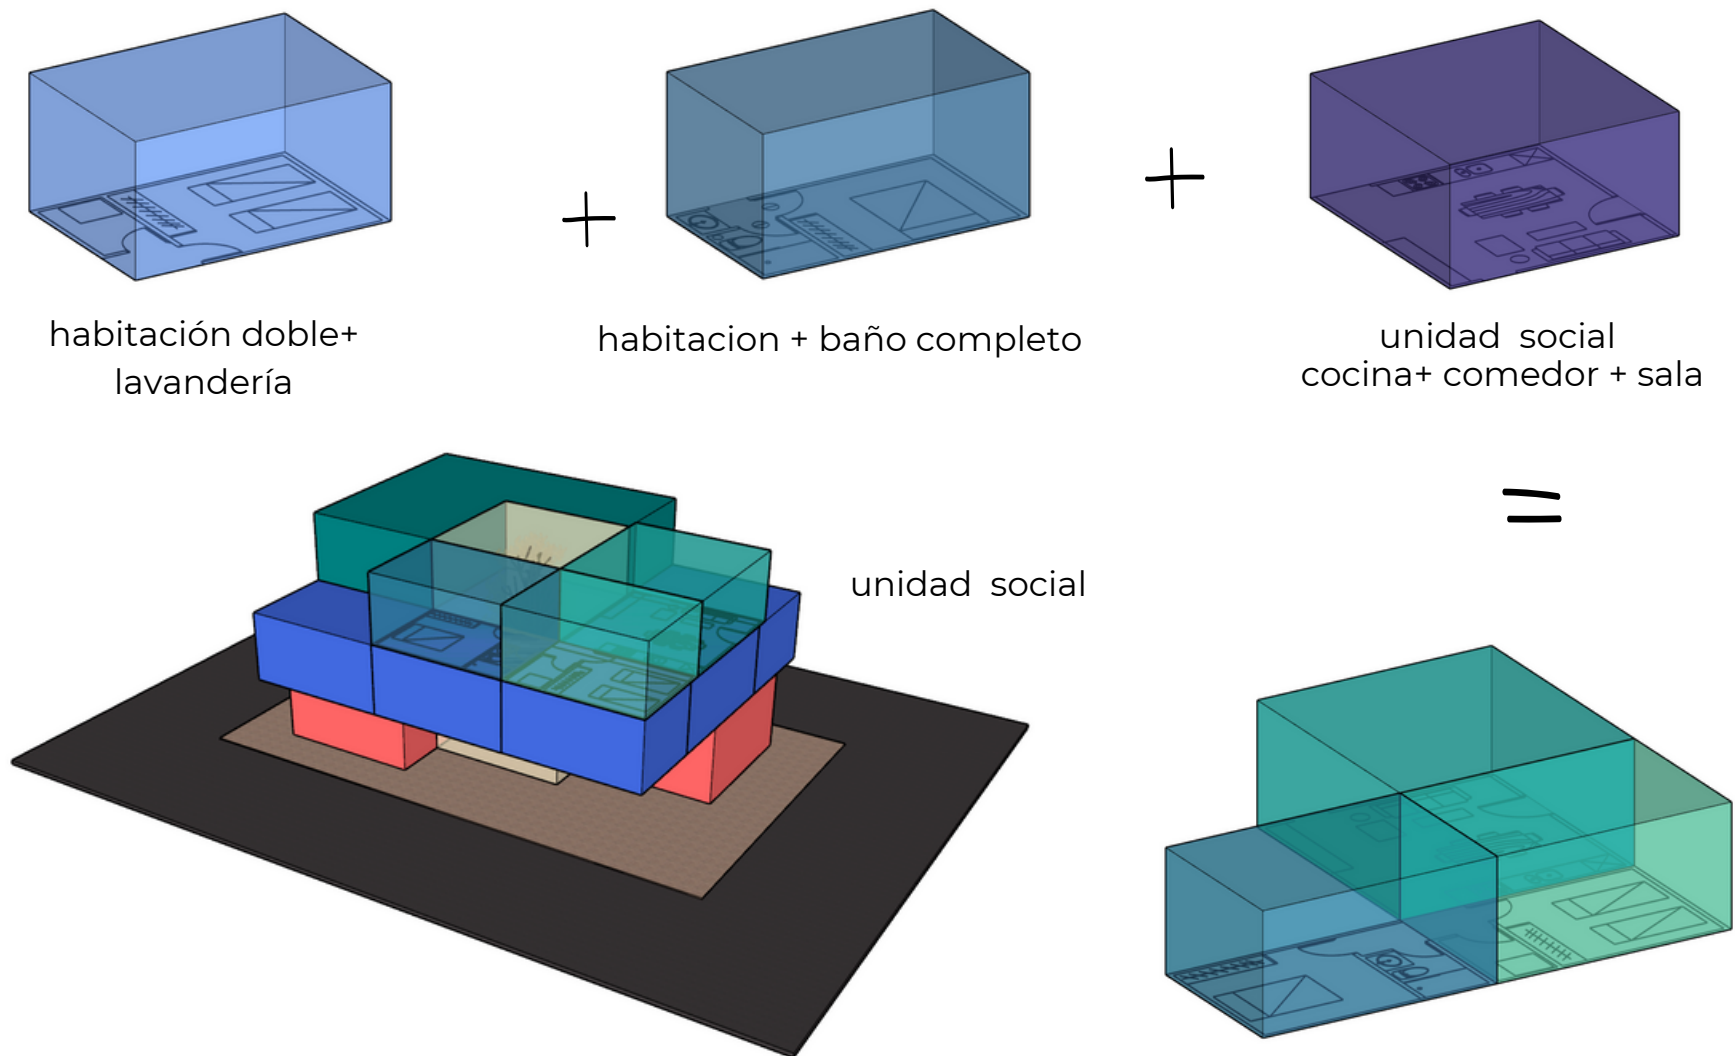 habitación doble+
lavandería
+
habitacion + baño completo
+
unidad social
cocina+ comedor + sala
=
unidad social